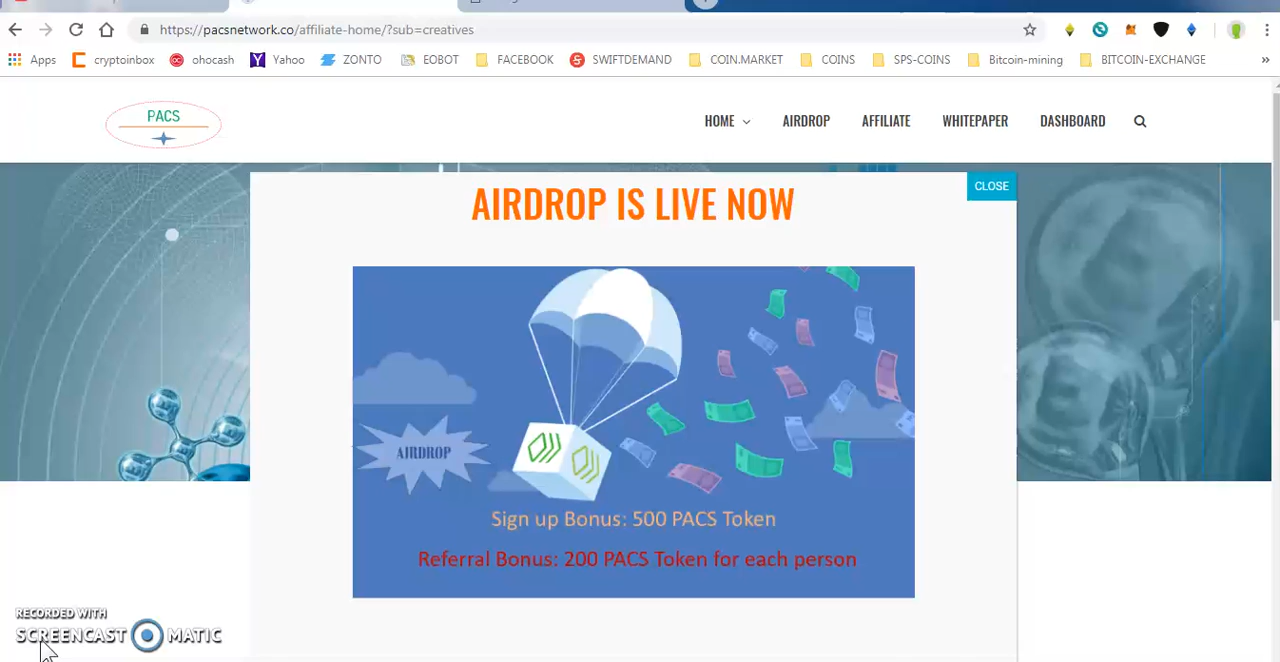 https://pacsnetwork.co/affiliate-home/?sub=creatives
Apps cryptoinbox ohocash Yahoo ZONTO EOBOT FACEBOOK SWIFTDEMAND COIN.MARKET COINS SPS-COINS Bitcoin-mining BITCOIN-EXCHANGE »
PACS
HOME AIRDROP AFFILIATE WHITEPAPER DASHBOARD
CLOSE
AIRDROP IS LIVE NOW
AIRDROP
Sign up Bonus: 500 PACS Token
Referral Bonus: 200 PACS Token for each person
RECORDED WITH
SCREENCAST MATIC